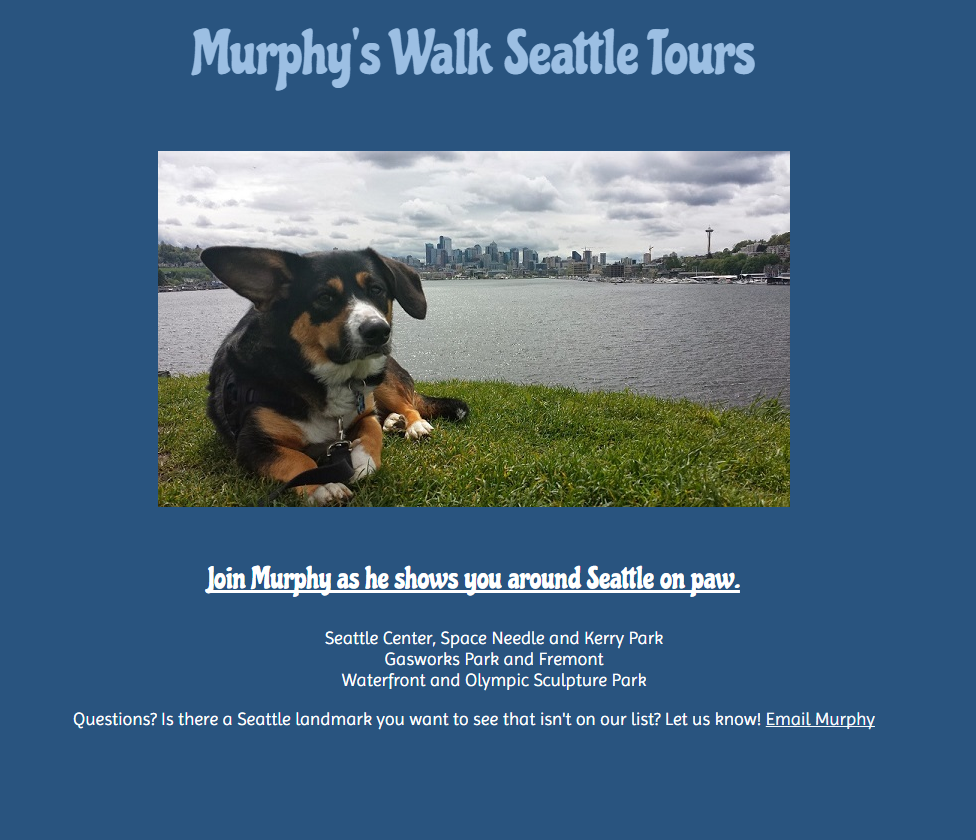 Murphy's Walk Seattle Tours
Join Murphy as he shows you around Seattle on paw.
Seattle Center, Space Needle and Kerry Park
Gasworks Park and Fremont
Waterfront and Olympic Sculpture Park
Questions? Is there a Seattle landmark you want to see that isn't on our list? Let us know! Email Murphy